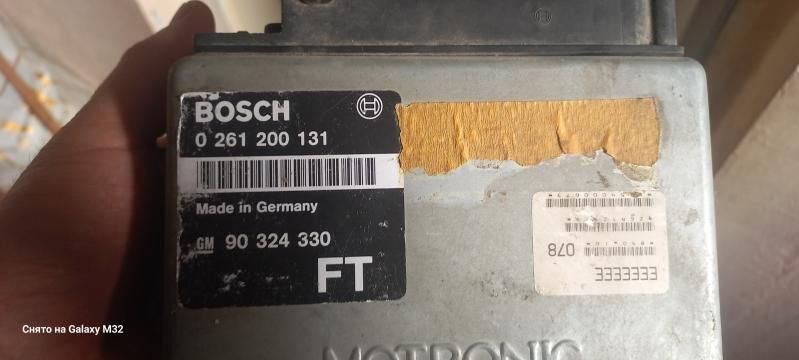 BOSCH
0 261 200 131
Made in Germany
GM 90 324 330
FT
078
EEEEEEE
MOTRONIC
Снято на Galaxy M32